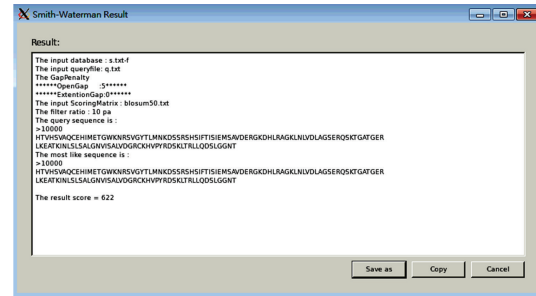 Smith-Waterman Result
Result:
The input database : s.txt-f
The input queryfile: q.txt
The GapPenalty
******OpenGap :5******
******ExtentionGap:0******
The input ScoringMatrix : blosum50.txt
The filter ratio : 10 pa
The query sequence is :
>10000
HTVHSVAQCEHIMETGWKNRSVGYTLMNKDSSRSHSIFTISIEMSAVDERGKDHLRAGKLNLVDLAGSERQSKTGATGER
LKEATKINLSLSALGNVISALVDGRCKHVPYRDSKLTRLLQDSLGGNT
The most like sequence is :
>10000
HTVHSVAQCEHIMETGWKNRSVGYTLMNKDSSRSHSIFTISIEMSAVDERGKDHLRAGKLNLVDLAGSERQSKTGATGER
LKEATKINLSLSALGNVISALVDGRCKHVPYRDSKLTRLLQDSLGGNT
The result score = 622
Save as Copy Cancel